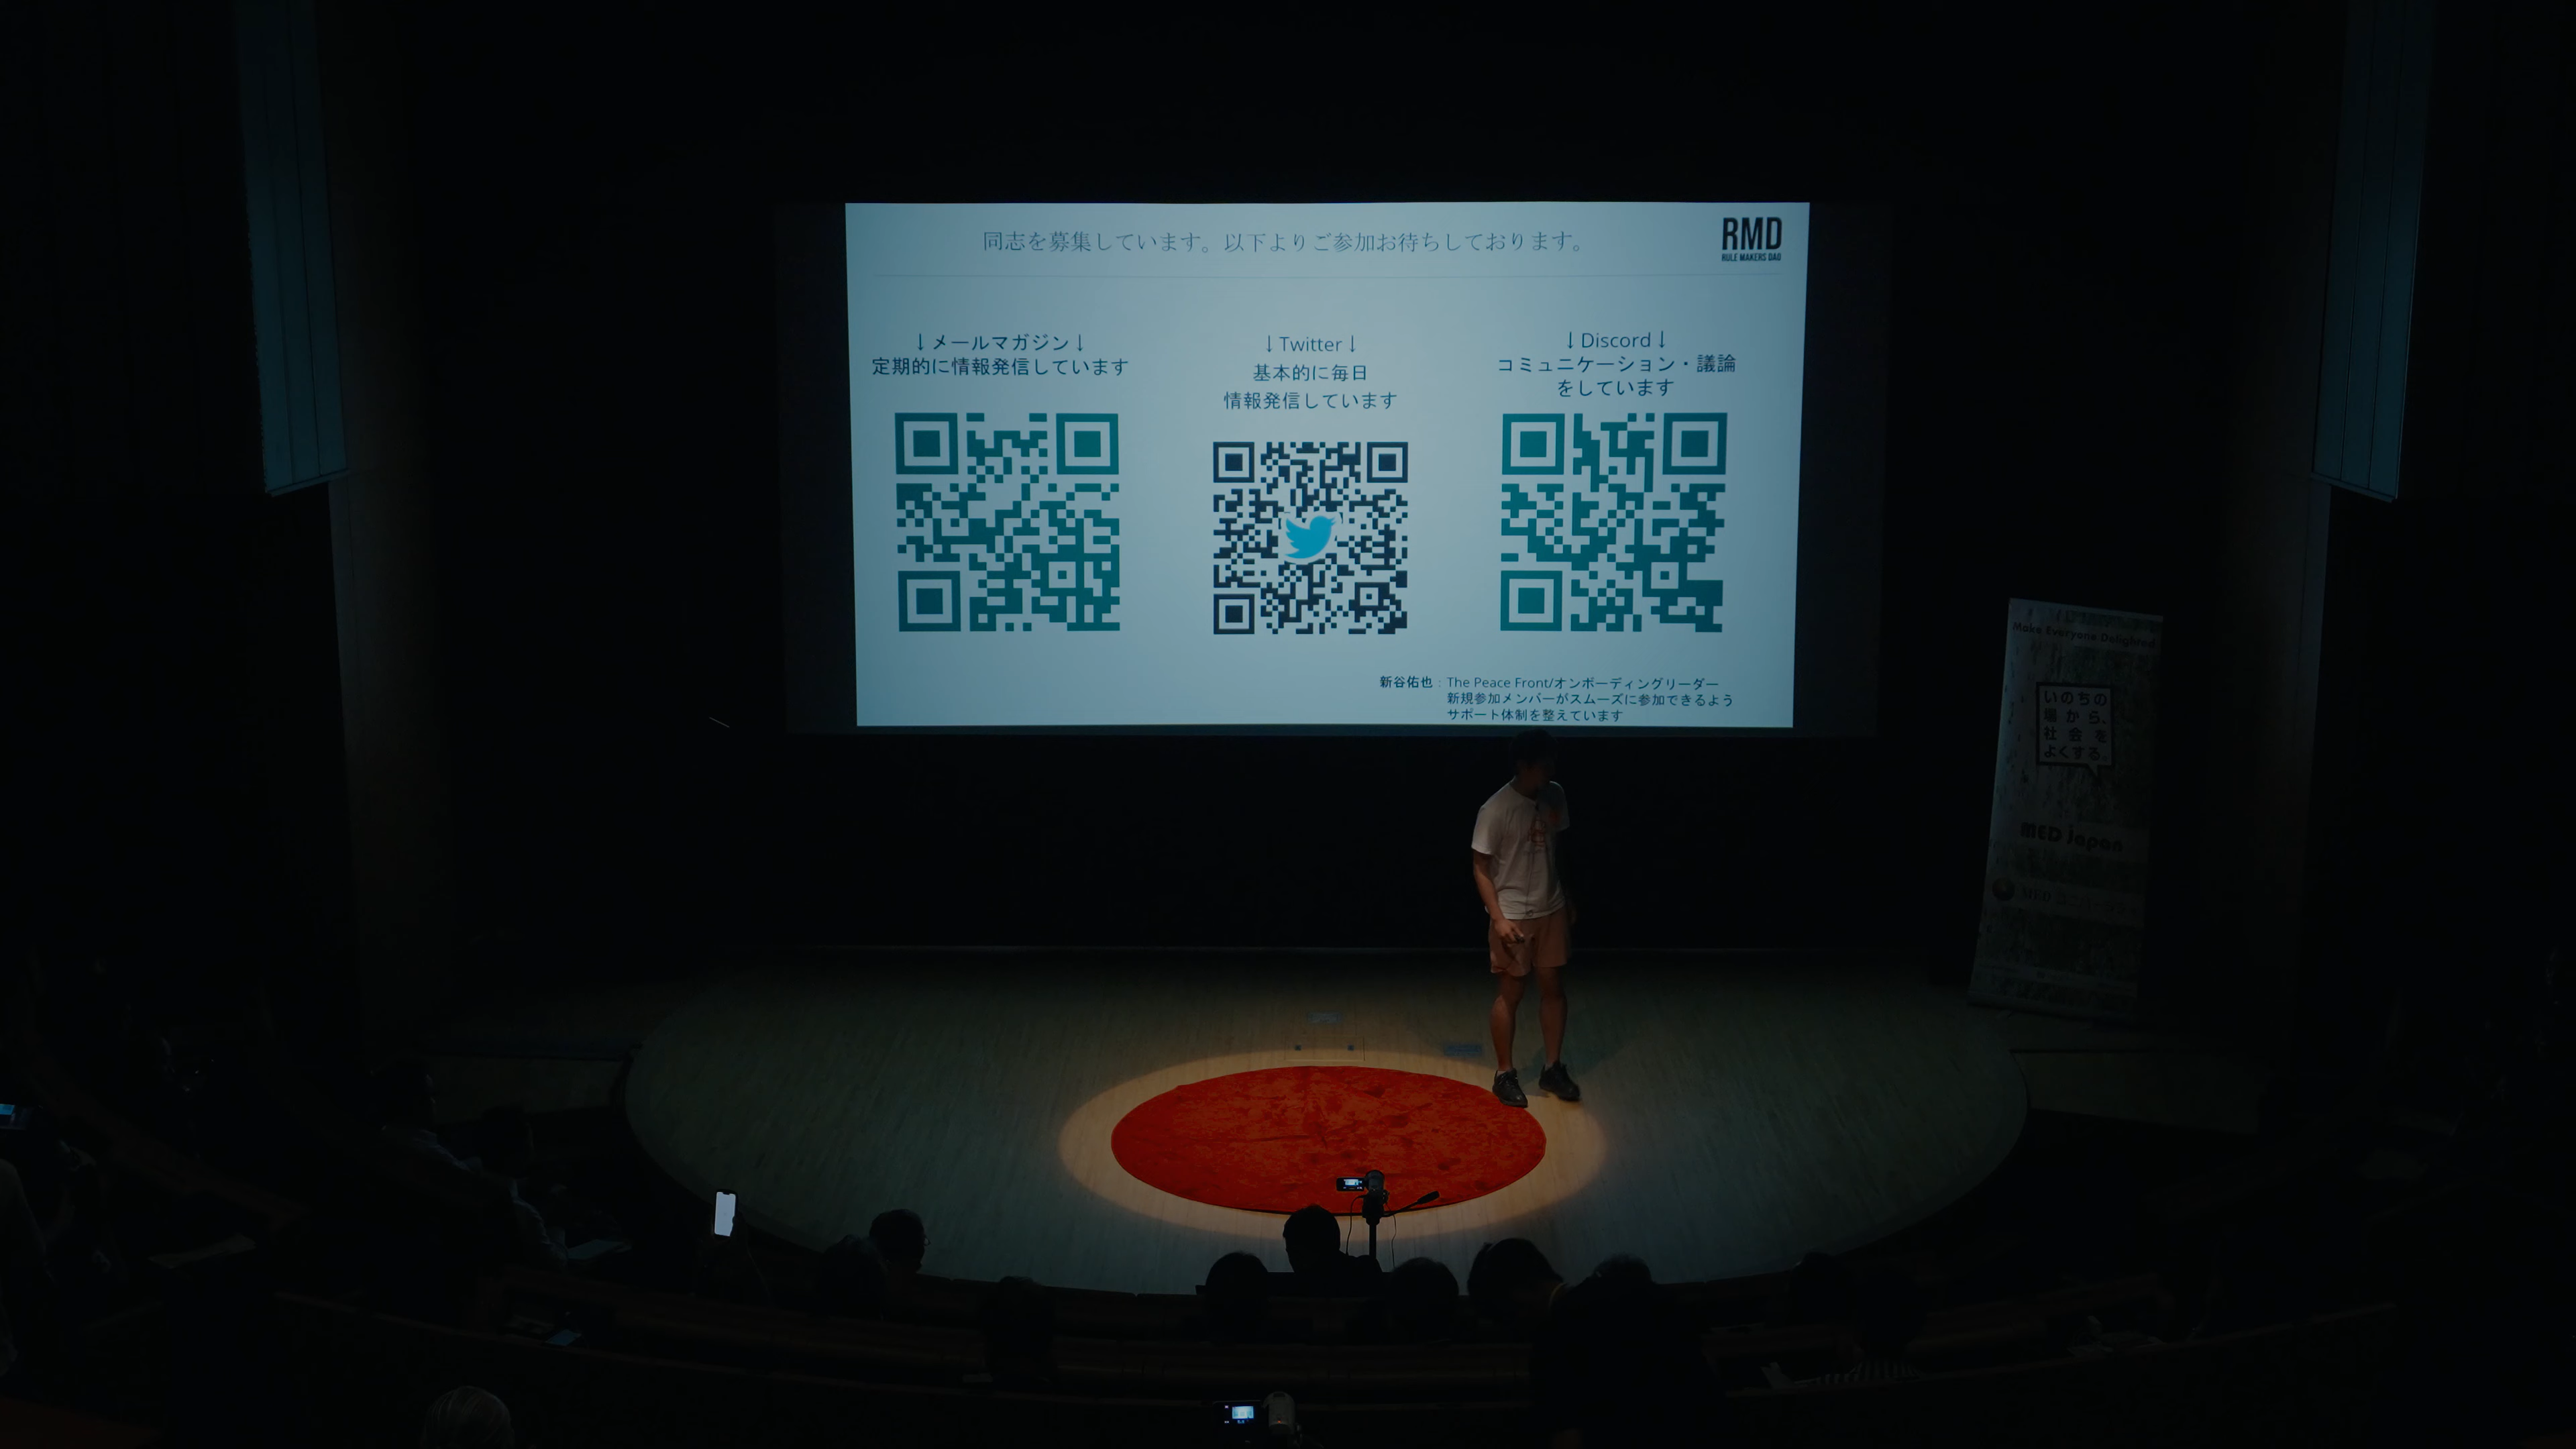 同志を募集しています。以下よりご参加お待ちしております。
RMD
RULE MAKERS DAO
↓メールマガジン↓
定期的に情報発信しています
↓Twitter↓
基本的に毎日
情報発信しています
↓Discord↓
コミュニケーション・議論
をしています
新谷佑也：The Peace Front/オンボーディングリーダー
新規参加メンバーがスムーズに参加できるよう
サポート体制を整えています
Make Everyone Delighted
いのちの
場から、
社会を
よくする。
MED Japan
MED